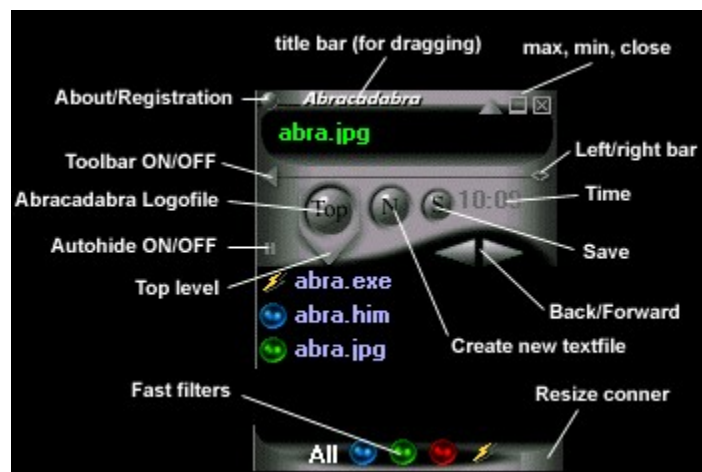 title bar (for dragging)
max, min, close
About/Registration
Abracadabra
abra.jpg
Toolbar ON/OFF
Left/right bar
Abracadabra Logofile
Top
N
S
10:09
Time
Autohide ON/OFF
Save
Top level
abra.exe
abra.him
Back/Forward
abra.jpg
Create new textfile
Fast filters
Resize conner
All